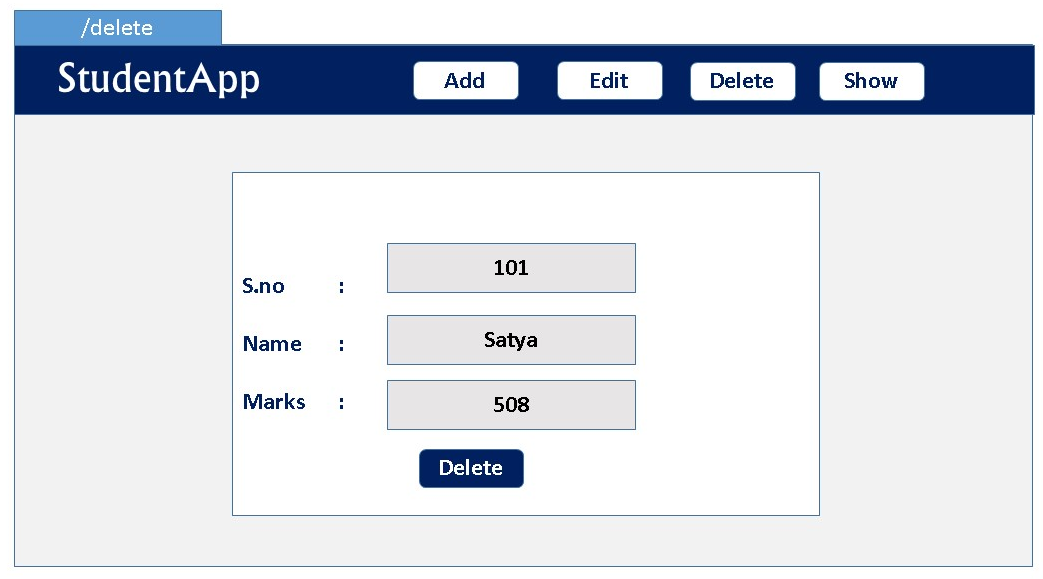 /delete
StudentApp Add Edit Delete Show
S.no : 101
Name : Satya
Marks : 508
Delete